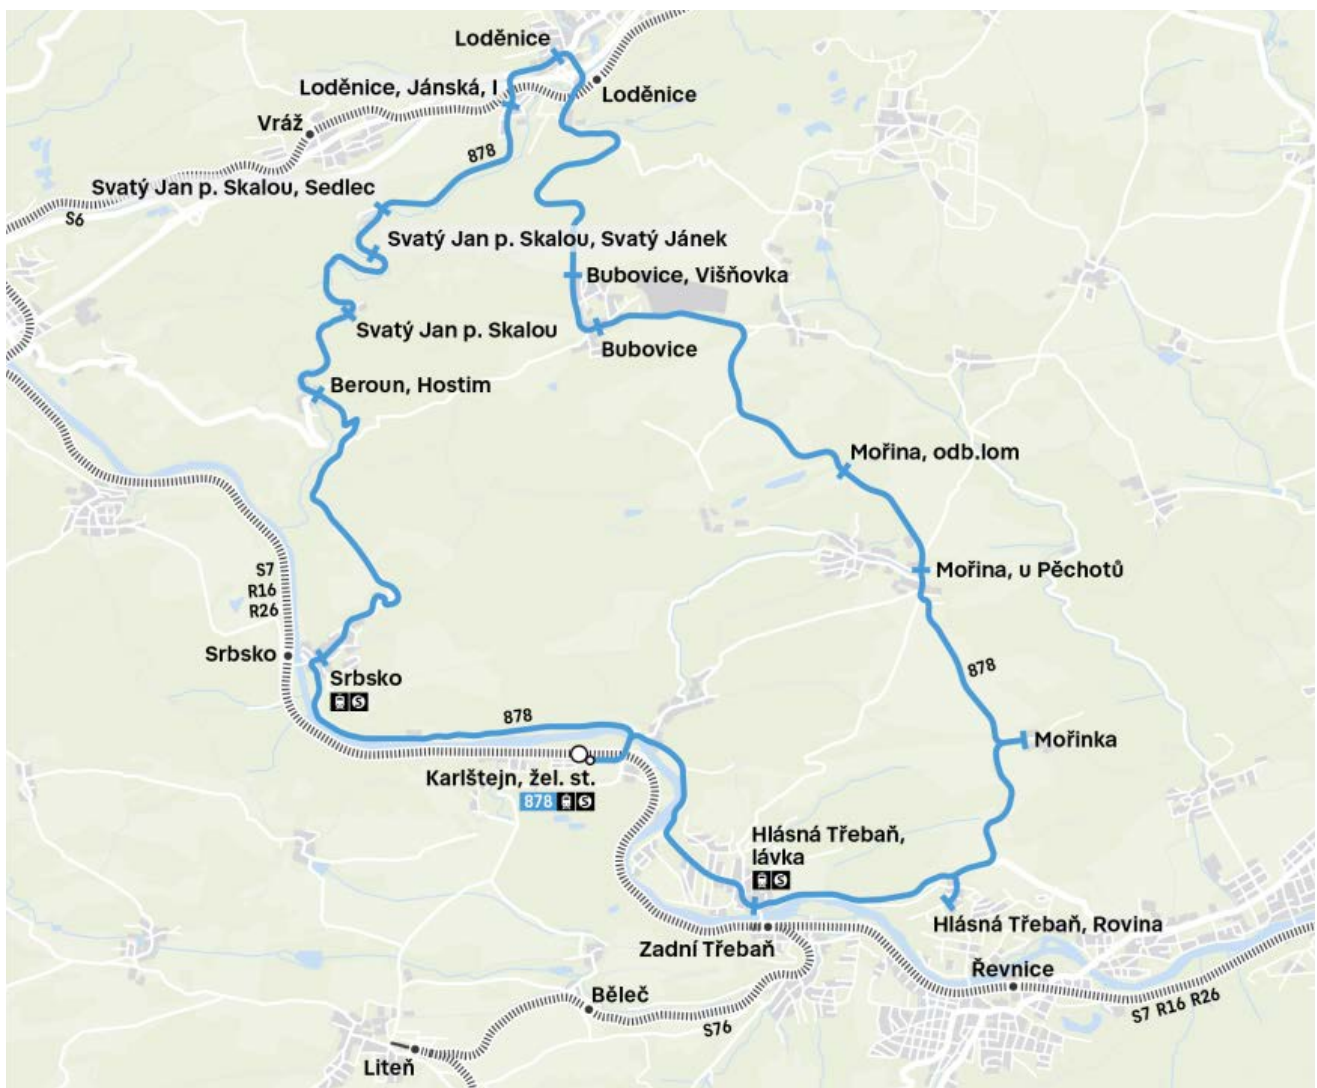 Loděnice
Loděnice, Jánská, I
Loděnice
Vráž
878
Svatý Jan p. Skalou, Sedlec
S6
Svatý Jan p. Skalou, Svatý Jánek
Bubovice, Višňovka
Svatý Jan p. Skalou
Bubovice
Beroun, Hostim
Mořina, odb.lom
S7
R16
R26
Mořina, u Pěchotů
Srbsko
Srbsko
878
878
Mořinka
Karlštejn, žel. st.
878
Hlásná Třebaň,
lávka
Hlásná Třebaň, Rovina
Zadní Třebaň
Řevnice
Běleč
S7 R16 R26
S76
Liteň